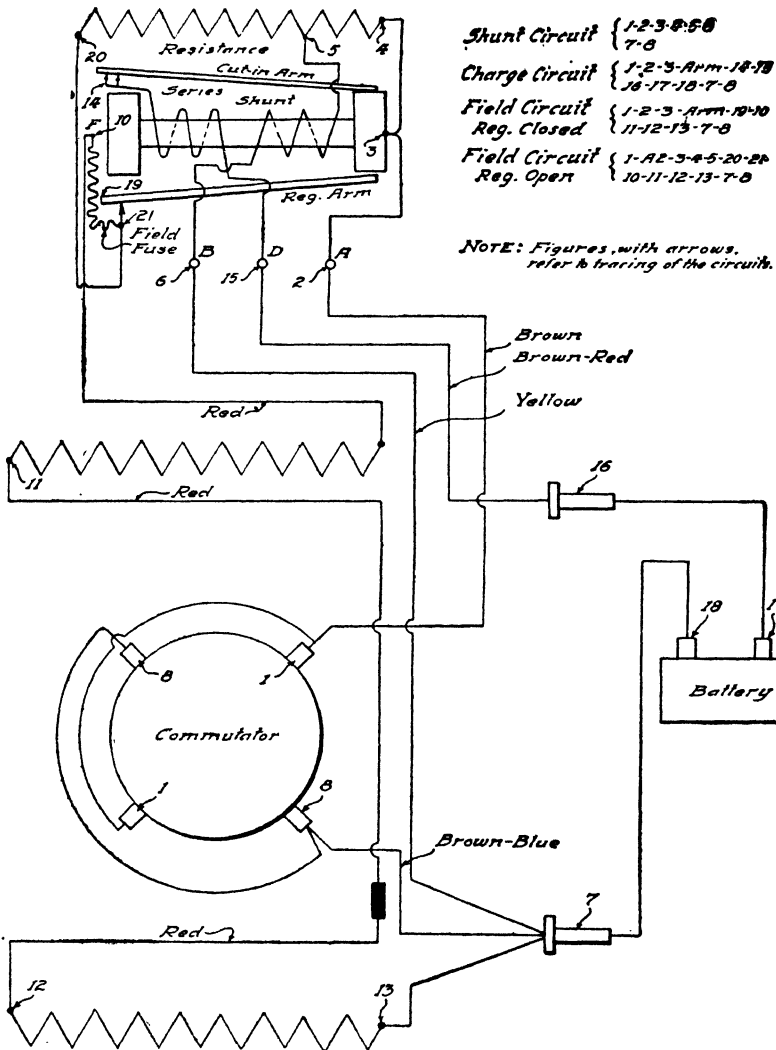 Shunt Circuit { 1-2-3-4-5-6
7-8
Charge Circuit { 1-2-3-Arm-14-15
16-17-18-7-8
Field Circuit { 1-2-3-Arm-19-10
Reg. Closed 11-12-13-7-8
Field Circuit { 1-A2-3-4-5-20-21
Reg. Open 10-11-12-13-7-8
NOTE: Figures, with arrows,
refer to tracing of the circuits.
20
Resistance
5
4
Cut-in Arm
14
Series
Shunt
F
10
3
19
Reg. Arm
21
Field
Fuse
B
D
A
6
15
2
Brown
Brown-Red
Yellow
Red
11
Red
16
18
1
Battery
8
1
Commutator
1
8
Brown-Blue
7
Red
12
13